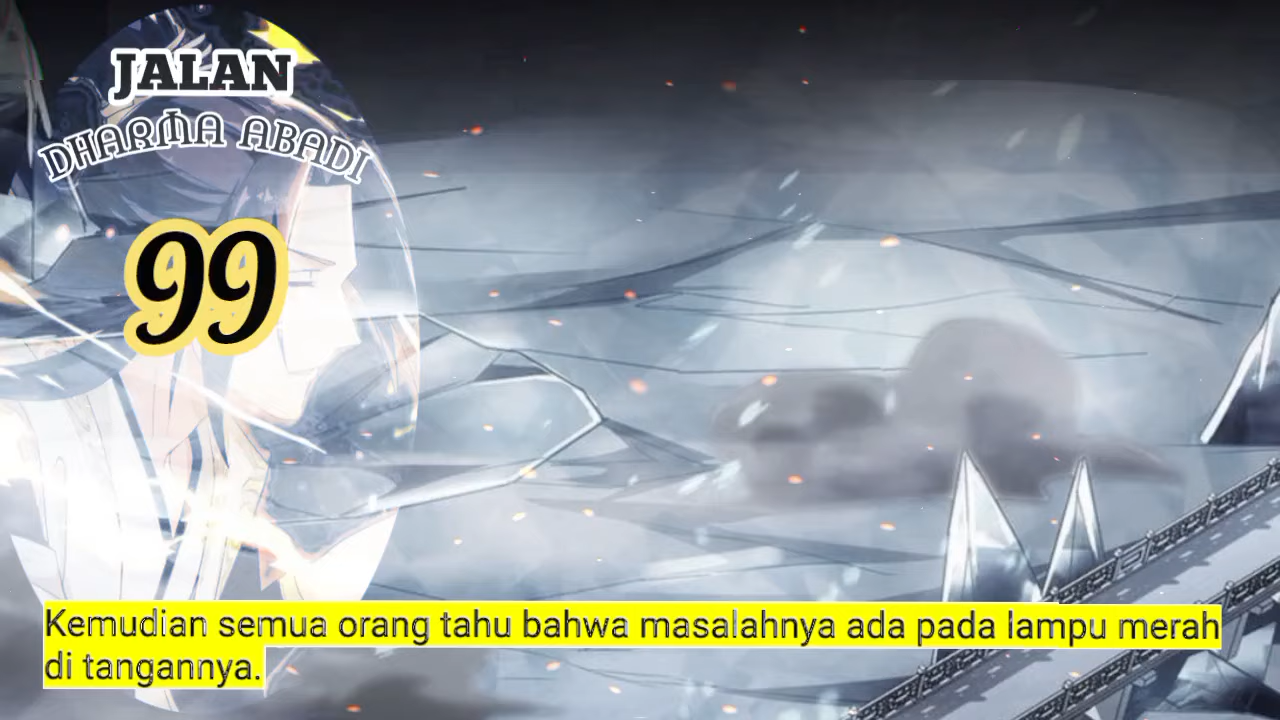 JALAN
DHARMA ABADI
99
Kemudian semua orang tahu bahwa masalahnya ada pada lampu merah
di tangannya.